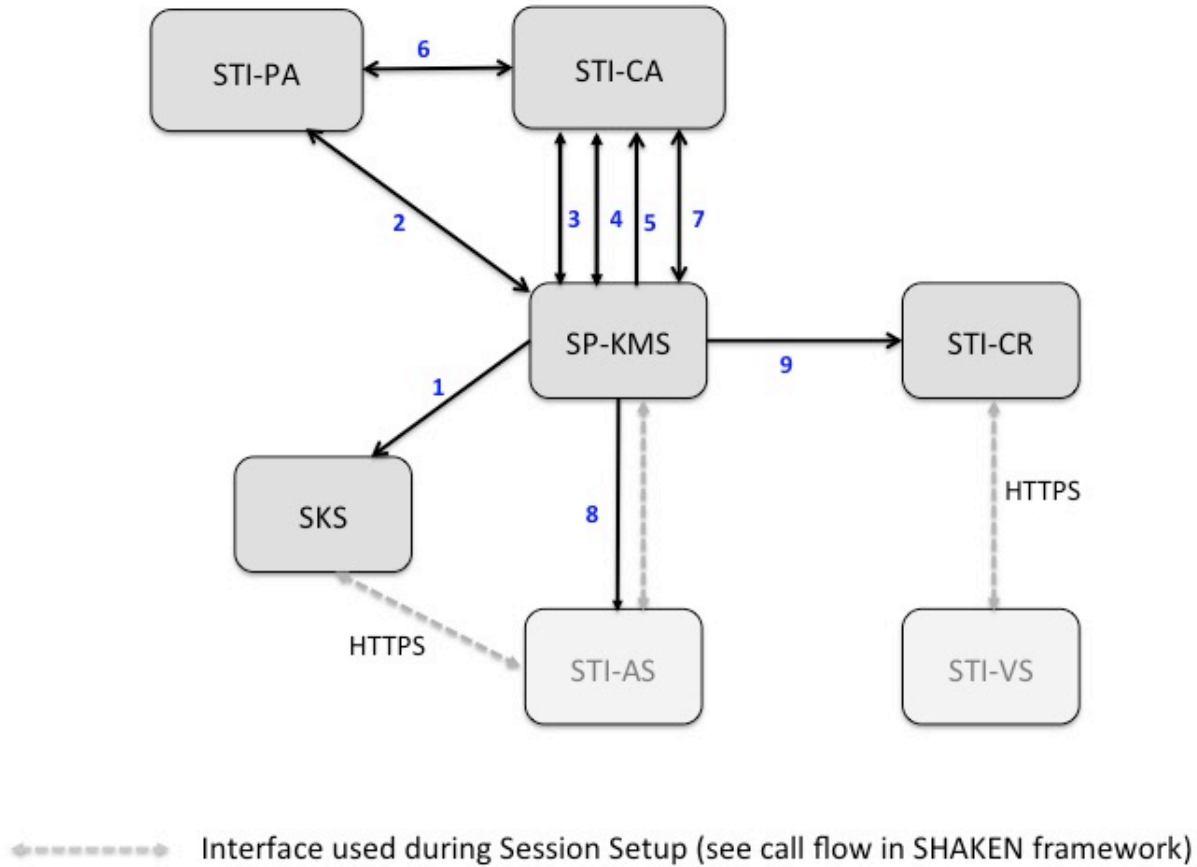 STI-PA
6
STI-CA
2
3
4
5
7
SP-KMS
9
STI-CR
1
SKS
8
HTTPS
HTTPS
STI-AS
STI-VS
Interface used during Session Setup (see call flow in SHAKEN framework)